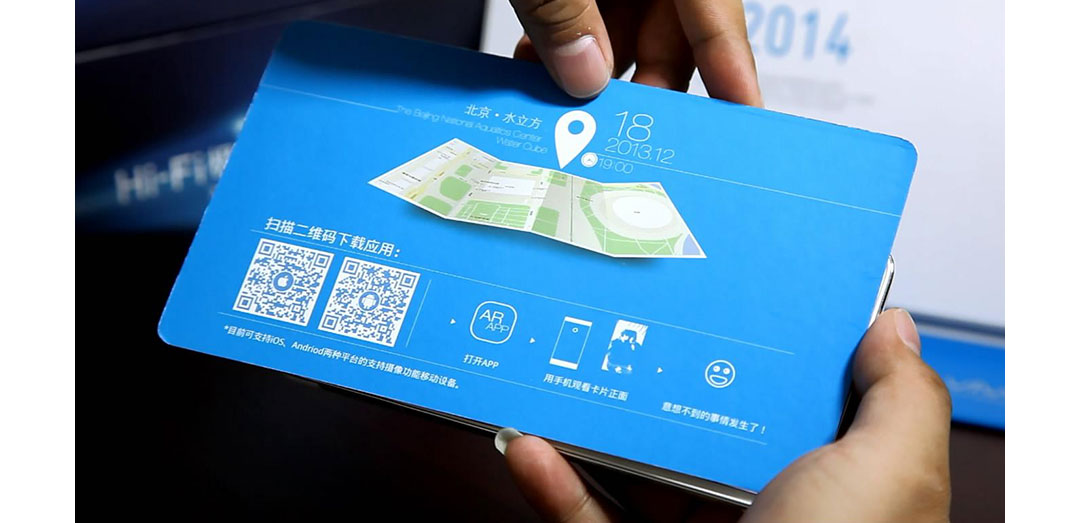 2014
Hi-Fi
北京·水立方
The Beijing National Aquatics Center
Water Cube
18
2013.12
19:00
扫描二维码下载应用：
AR
APP
打开APP
用手机观看卡片正面
意想不到的事情发生了！
*目前可支持iOS、Andriod两种平台的支持摄像功能移动设备。